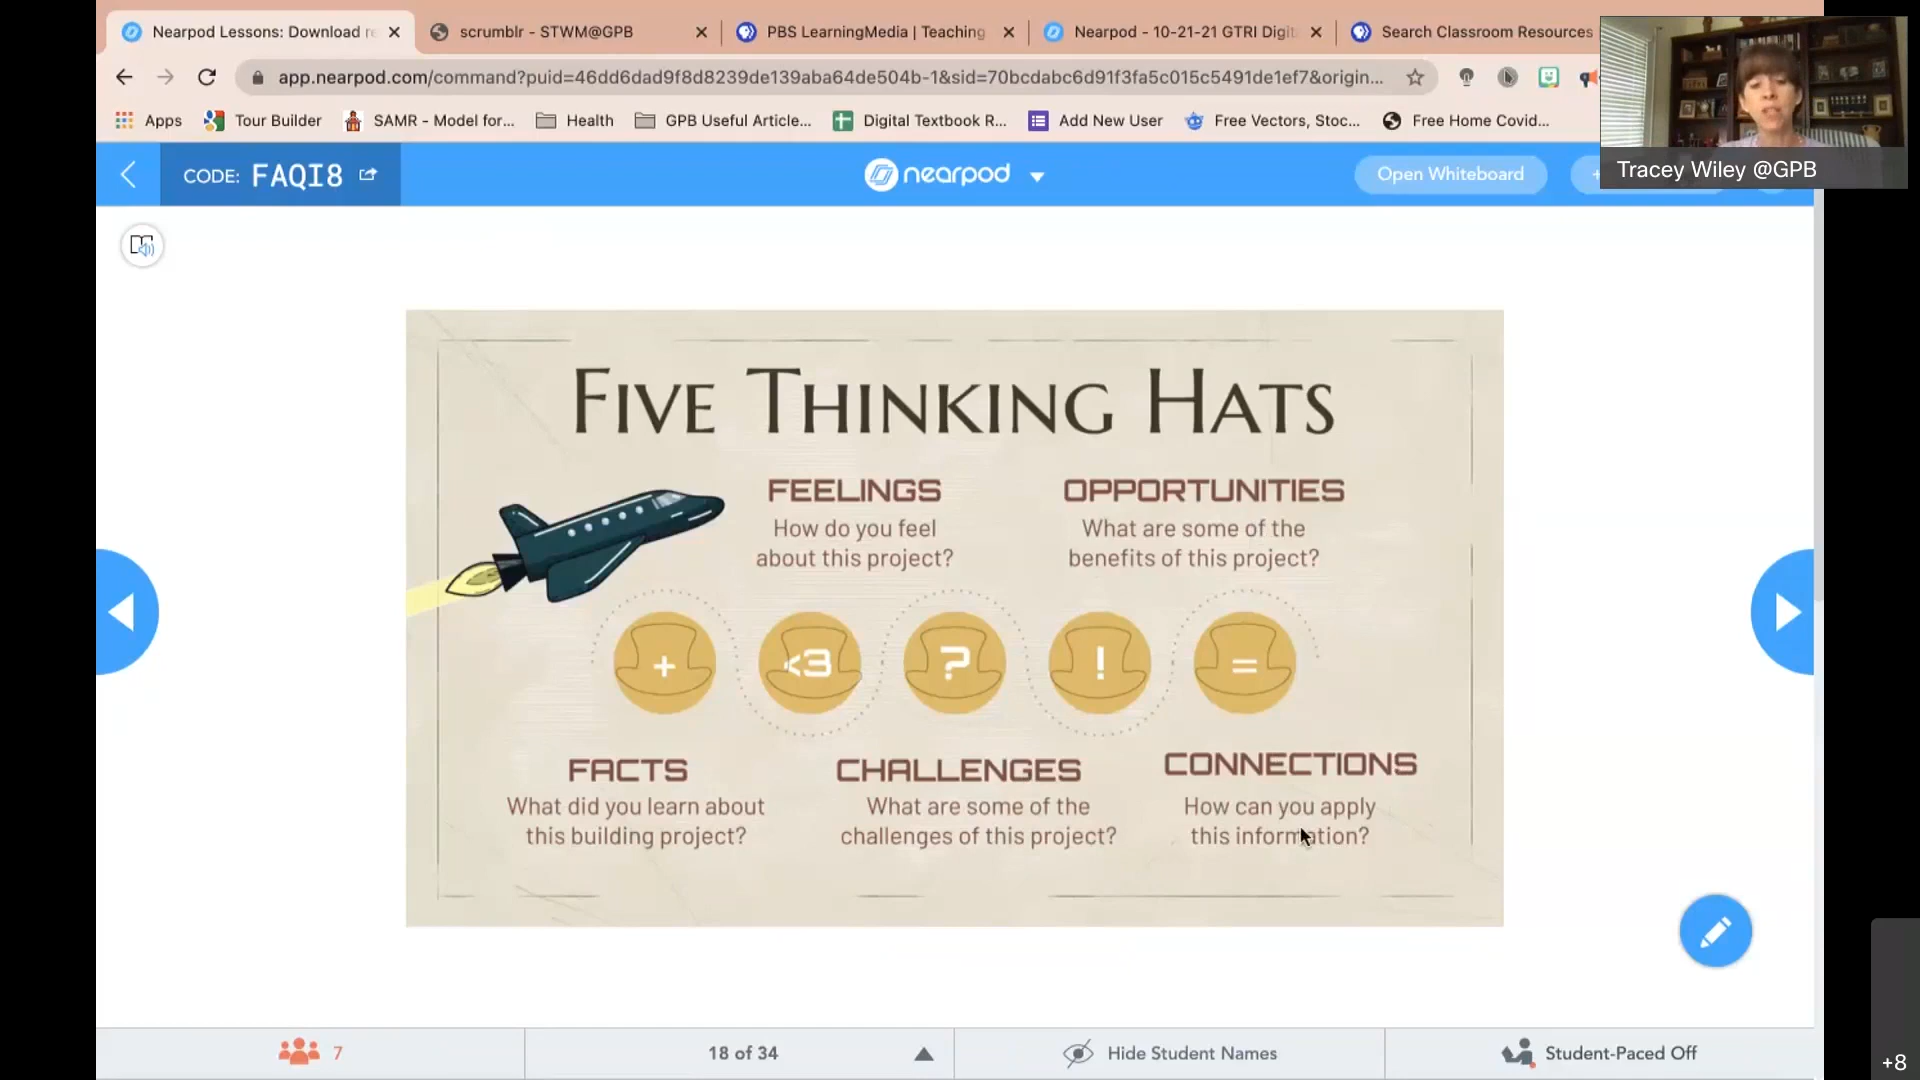 Nearpod Lessons: Download re
scrumblr - STWM@GPB
PBS LearningMedia | Teaching
Nearpod - 10-21-21 GTRI Digit
Search Classroom Resources
app.nearpod.com/command?puid=46dd6dad9f8d8239de139aba64de504b-1&sid=70bcdabc6d91f3fa5c015c5491de1ef7&origin...
Apps
Tour Builder
SAMR - Model for...
Health
GPB Useful Article...
Digital Textbook R...
Add New User
Free Vectors, Stoc...
Free Home Covid...
Tracey Wiley @GPB
CODE: FAQI8
nearpod
Open Whiteboard
+
FIVE THINKING HATS
FEELINGS
How do you feel
about this project?
OPPORTUNITIES
What are some of the
benefits of this project?
+
<3
?
!
=
FACTS
What did you learn about
this building project?
CHALLENGES
What are some of the
challenges of this project?
CONNECTIONS
How can you apply
this information?
7
18 of 34
Hide Student Names
Student-Paced Off
+8